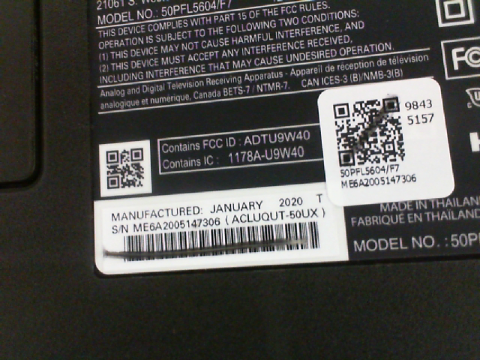 MODEL NO.: 50PFL5604/F7
THIS DEVICE COMPLIES WITH PART 15 OF THE FCC RULES.
OPERATION IS SUBJECT TO THE FOLLOWING TWO CONDITIONS:
(1) THIS DEVICE MAY NOT CAUSE HARMFUL INTERFERENCE, AND
(2) THIS DEVICE MUST ACCEPT ANY INTERFERENCE RECEIVED,
INCLUDING INTERFERENCE THAT MAY CAUSE UNDESIRED OPERATION.
Analog and Digital Television Receiving Apparatus - Appareil de réception de télévision
analogique et numérique, Canada BETS-7 / NTMR-7. CAN ICES-3 (B)/NMB-3(B)
FC
9843
5157
50PFL5604/F7
ME6A2005147306
Contains FCC ID : ADTU9W40
Contains IC : 1178A-U9W40
MANUFACTURED: JANUARY 2020 T
S/N ME6A2005147306 ( ACLUQUT-50UX )
MADE IN THAILAND
FABRIQUÉ EN THAÏLAN
MODEL NO. : 50P